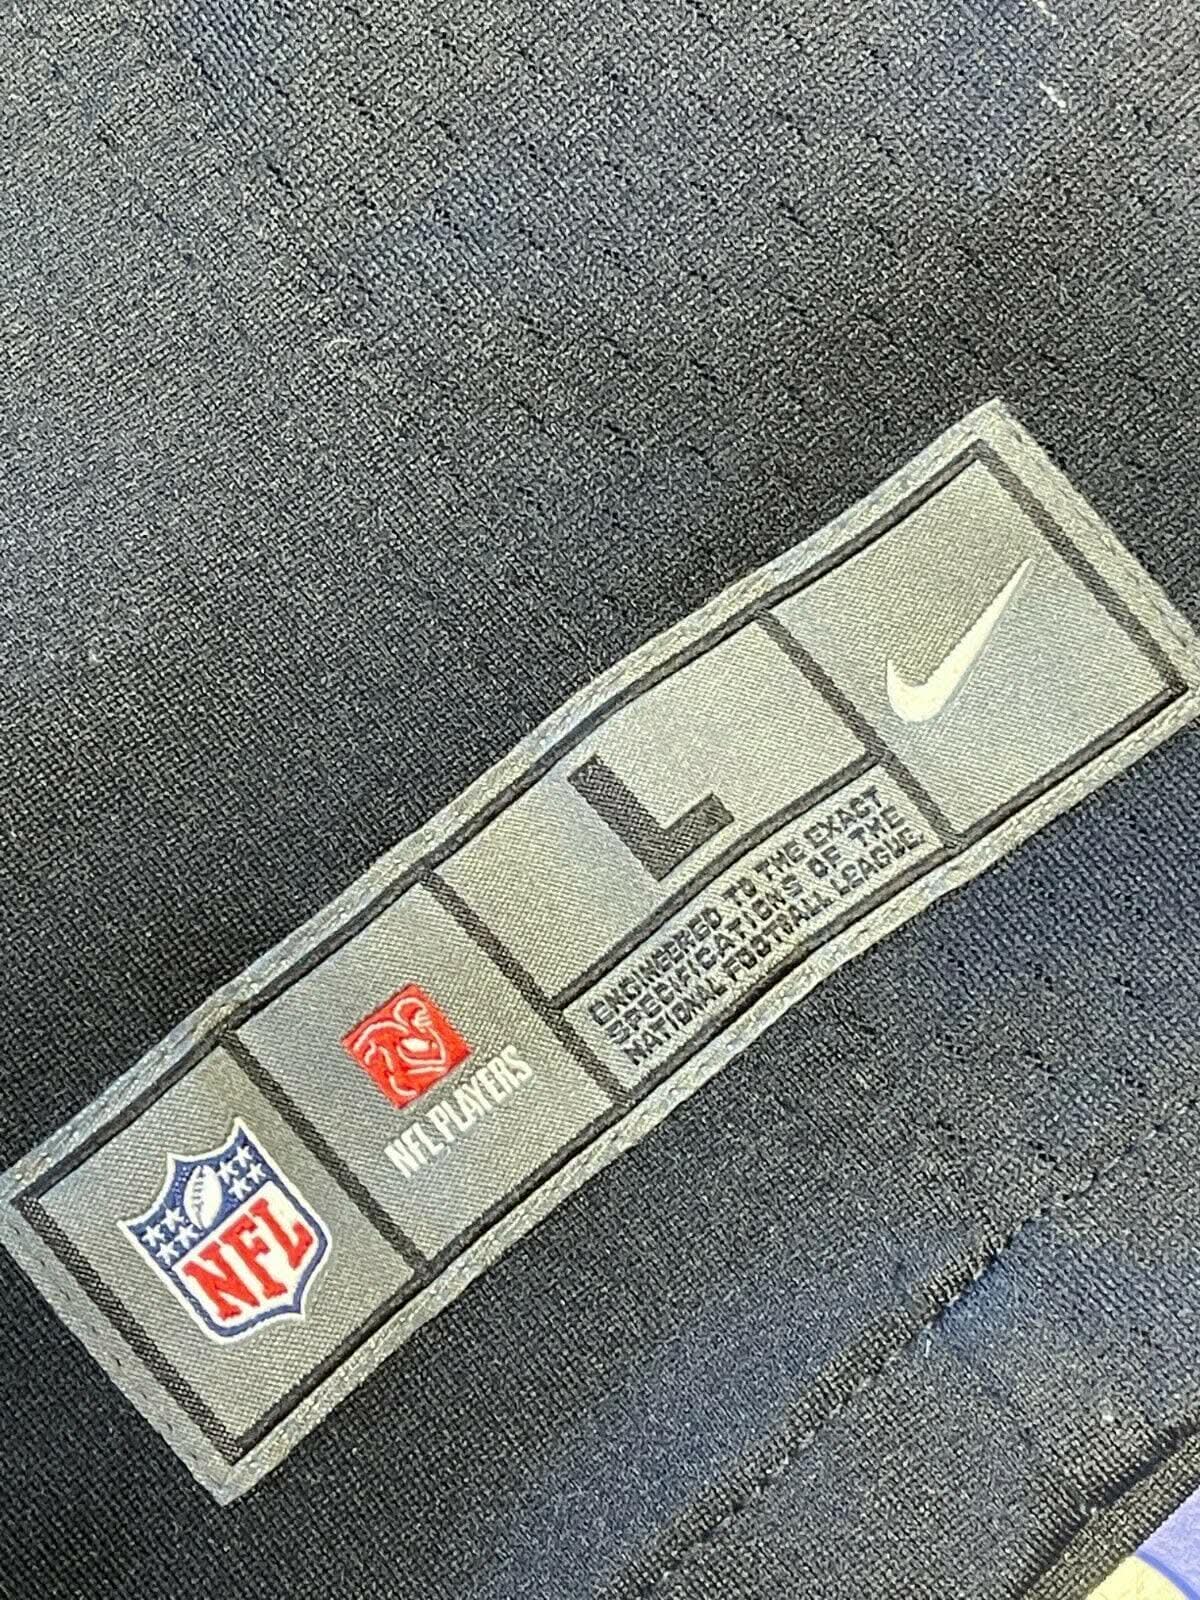 NFL
NFL PLAYERS
L
ENGINEERED TO THE EXACT
SPECIFICATIONS OF THE
NATIONAL FOOTBALL LEAGUE.